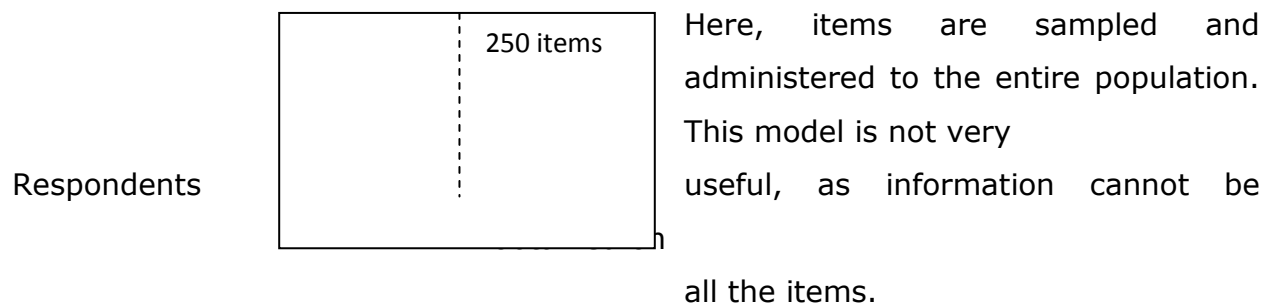 250 items
Here, items are sampled and
administered to the entire population.
This model is not very
Respondents
useful, as information cannot be
all the items.